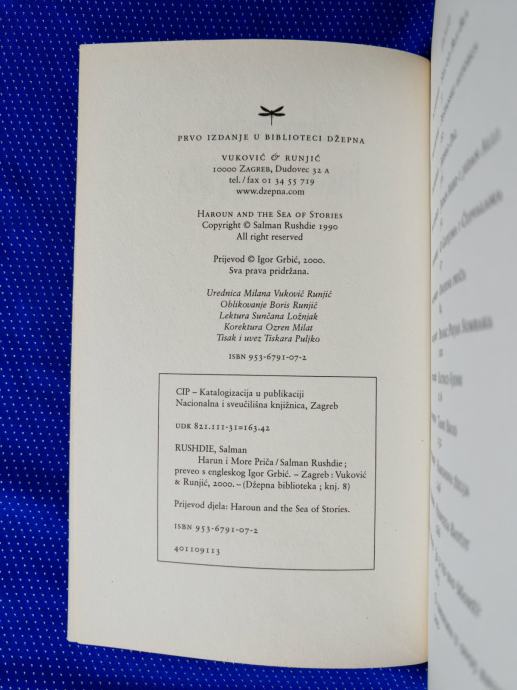 PRVO IZDANJE U BIBLIOTECI DŽEPNA
VUKOVIĆ & RUNJIĆ
10000 ZAGREB, Dudovec 32 A
tel./fax 01 34 55 719
www.dzepna.com
HAROUN AND THE SEA OF STORIES
Copyright © Salman Rushdie 1990
All right reserved
Prijevod © Igor Grbić, 2000.
Sva prava pridržana.
Urednica Milana Vuković Runjić
Oblikovanje Boris Runjić
Lektura Sunčana Ložnjak
Korektura Ozren Milat
Tisak i uvez Tiskara Puljko
ISBN 953-6791-07-2
CIP – Katalogizacija u publikaciji
Nacionalna i sveučilišna knjižnica, Zagreb
UDK 821.111-31=163.42
RUSHDIE, Salman
Harun i More Priča / Salman Rushdie ;
preveo s engleskog Igor Grbić. – Zagreb : Vuković
& Runjić, 2000. – (Džepna biblioteka ; knj. 8)
Prijevod djela: Haroun and the Sea of Stories.
ISBN 953-6791-07-2
401109113